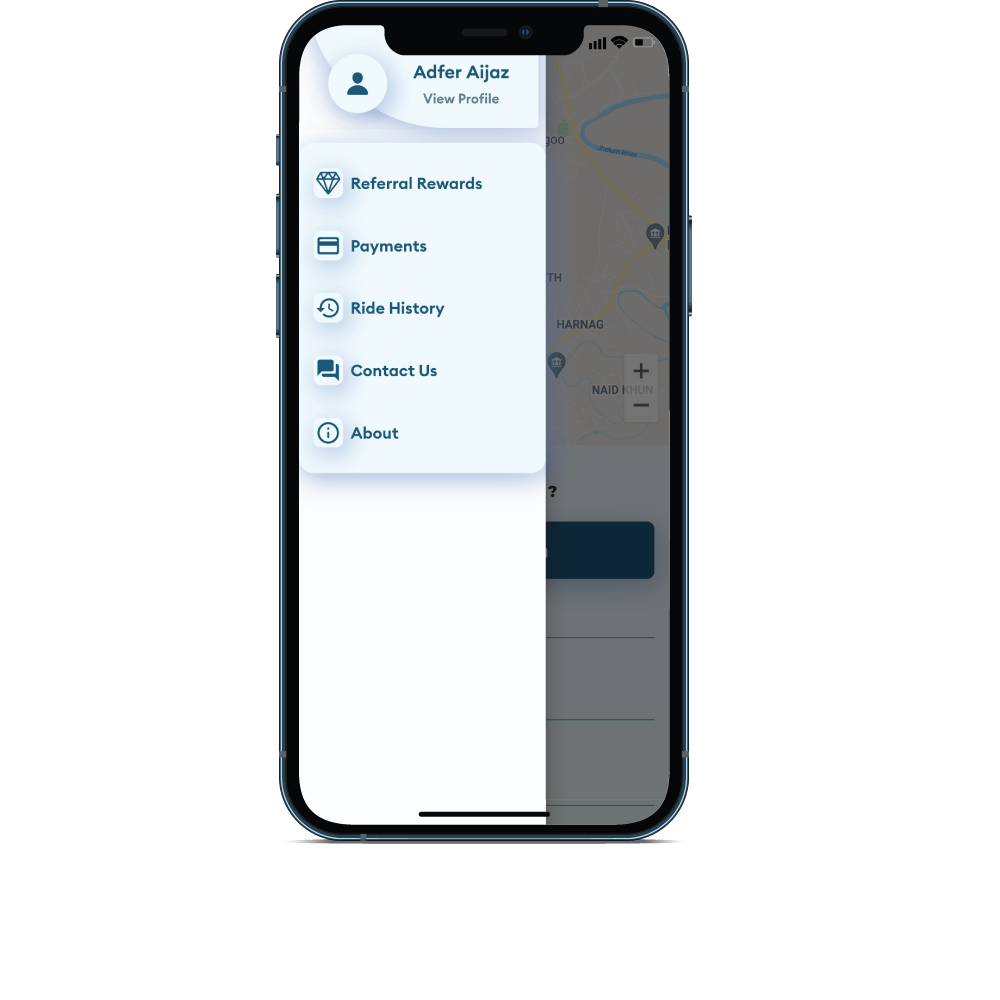 Adfer Aijaz
View Profile
goo
Jhelum River
Referral Rewards
Payments
TH
Ride History
HARNAG
Contact Us
NAID KHUN
+
−
About
?